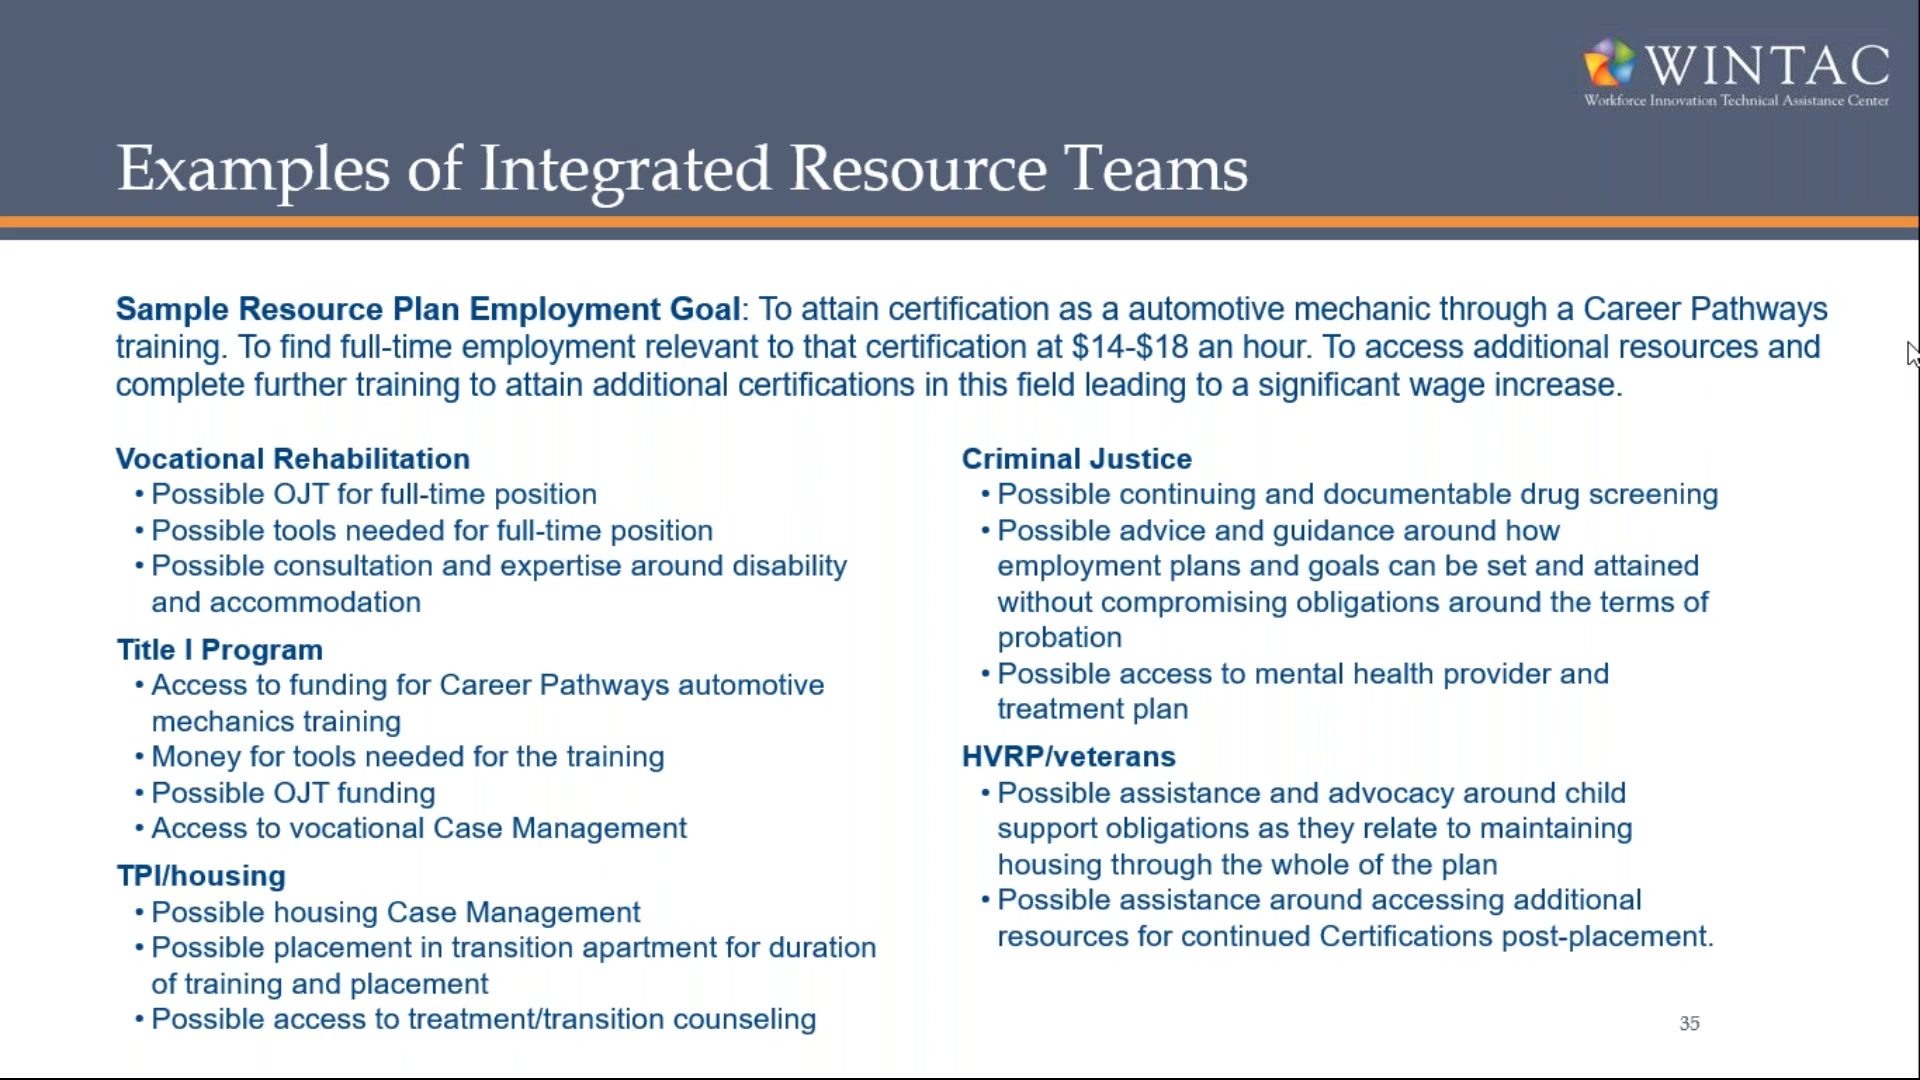 WINTAC
Workforce Innovation Technical Assistance Center
Examples of Integrated Resource Teams
Sample Resource Plan Employment Goal: To attain certification as a automotive mechanic through a Career Pathways
training. To find full-time employment relevant to that certification at $14-$18 an hour. To access additional resources and
complete further training to attain additional certifications in this field leading to a significant wage increase.
Vocational Rehabilitation
• Possible OJT for full-time position
• Possible tools needed for full-time position
• Possible consultation and expertise around disability
and accommodation
Title I Program
• Access to funding for Career Pathways automotive
mechanics training
• Money for tools needed for the training
• Possible OJT funding
• Access to vocational Case Management
TPI/housing
• Possible housing Case Management
• Possible placement in transition apartment for duration
of training and placement
• Possible access to treatment/transition counseling
Criminal Justice
• Possible continuing and documentable drug screening
• Possible advice and guidance around how
employment plans and goals can be set and attained
without compromising obligations around the terms of
probation
• Possible access to mental health provider and
treatment plan
HVRP/veterans
• Possible assistance and advocacy around child
support obligations as they relate to maintaining
housing through the whole of the plan
• Possible assistance around accessing additional
resources for continued Certifications post-placement.
35